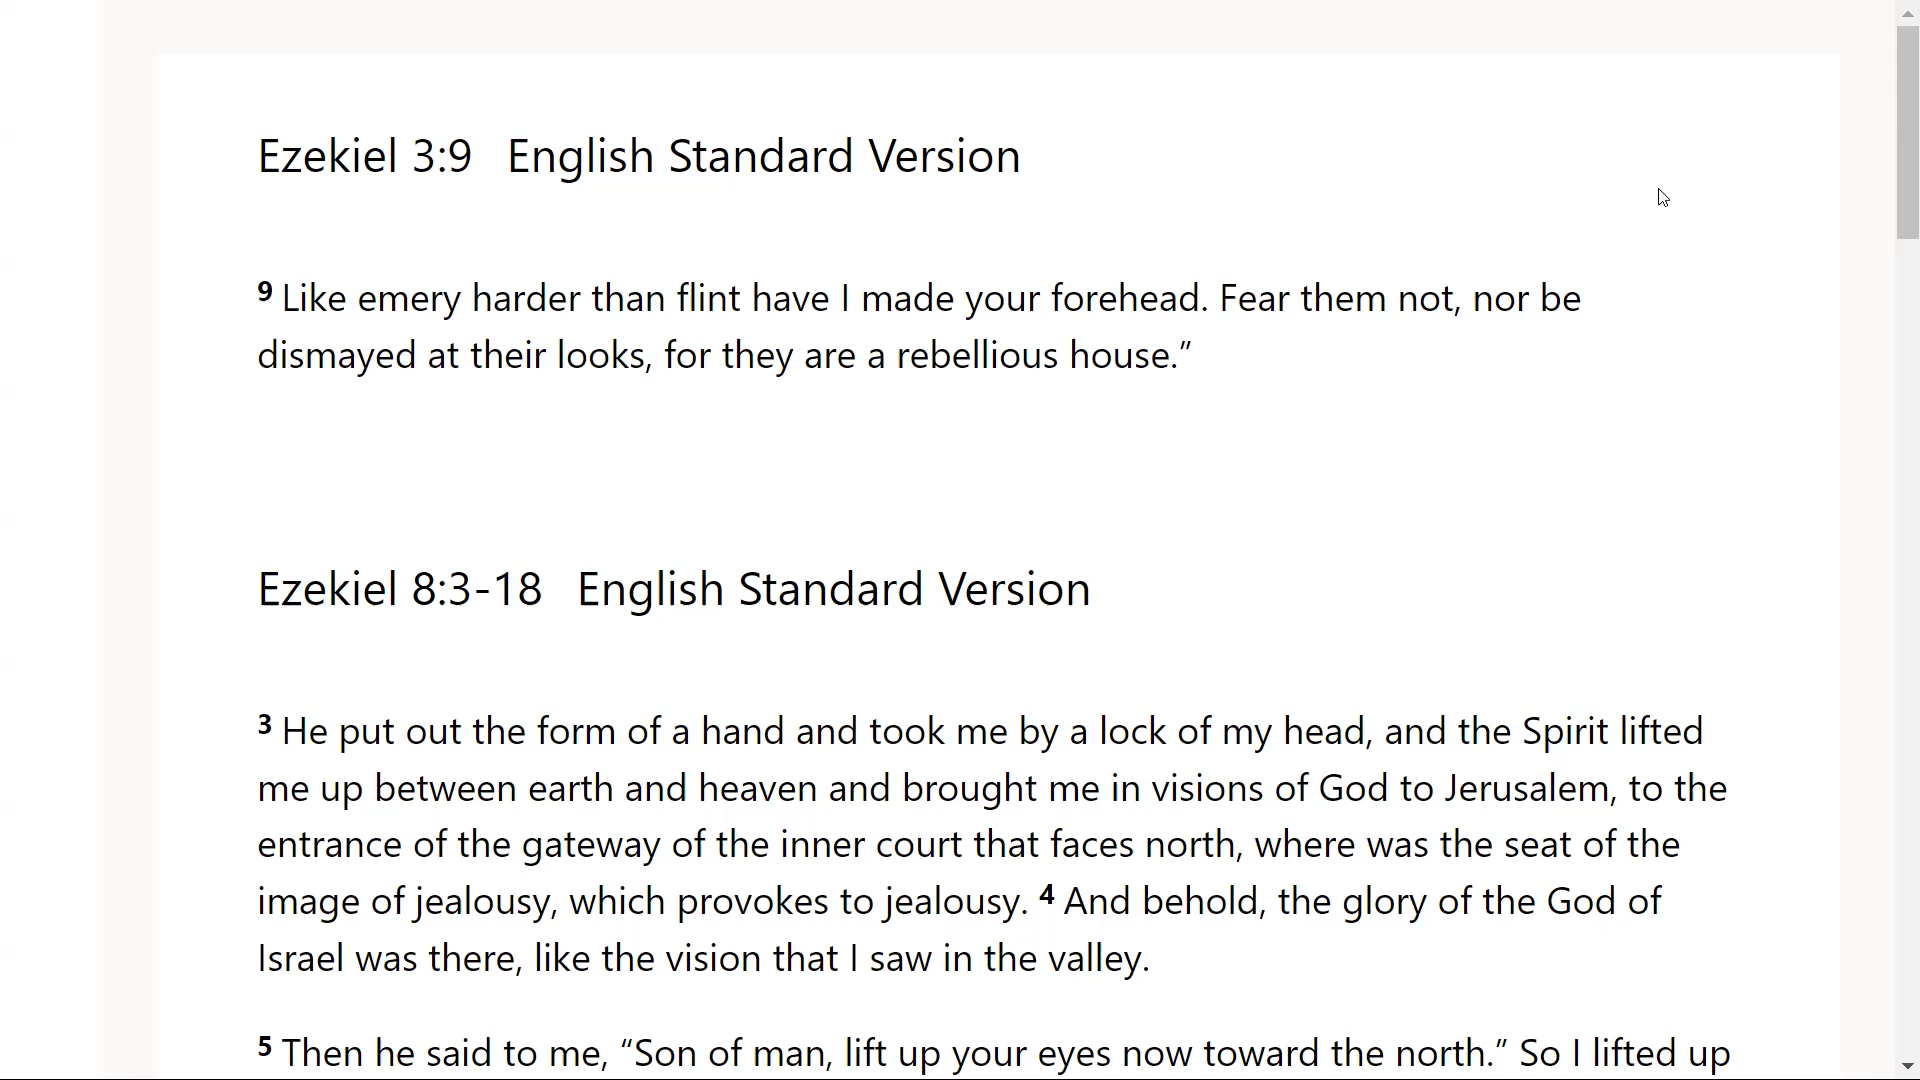 Ezekiel 3:9 English Standard Version
9 Like emery harder than flint have I made your forehead. Fear them not, nor be
dismayed at their looks, for they are a rebellious house.”
Ezekiel 8:3-18 English Standard Version
3 He put out the form of a hand and took me by a lock of my head, and the Spirit lifted
me up between earth and heaven and brought me in visions of God to Jerusalem, to the
entrance of the gateway of the inner court that faces north, where was the seat of the
image of jealousy, which provokes to jealousy. 4 And behold, the glory of the God of
Israel was there, like the vision that I saw in the valley.
5 Then he said to me, “Son of man, lift up your eyes now toward the north.” So I lifted up